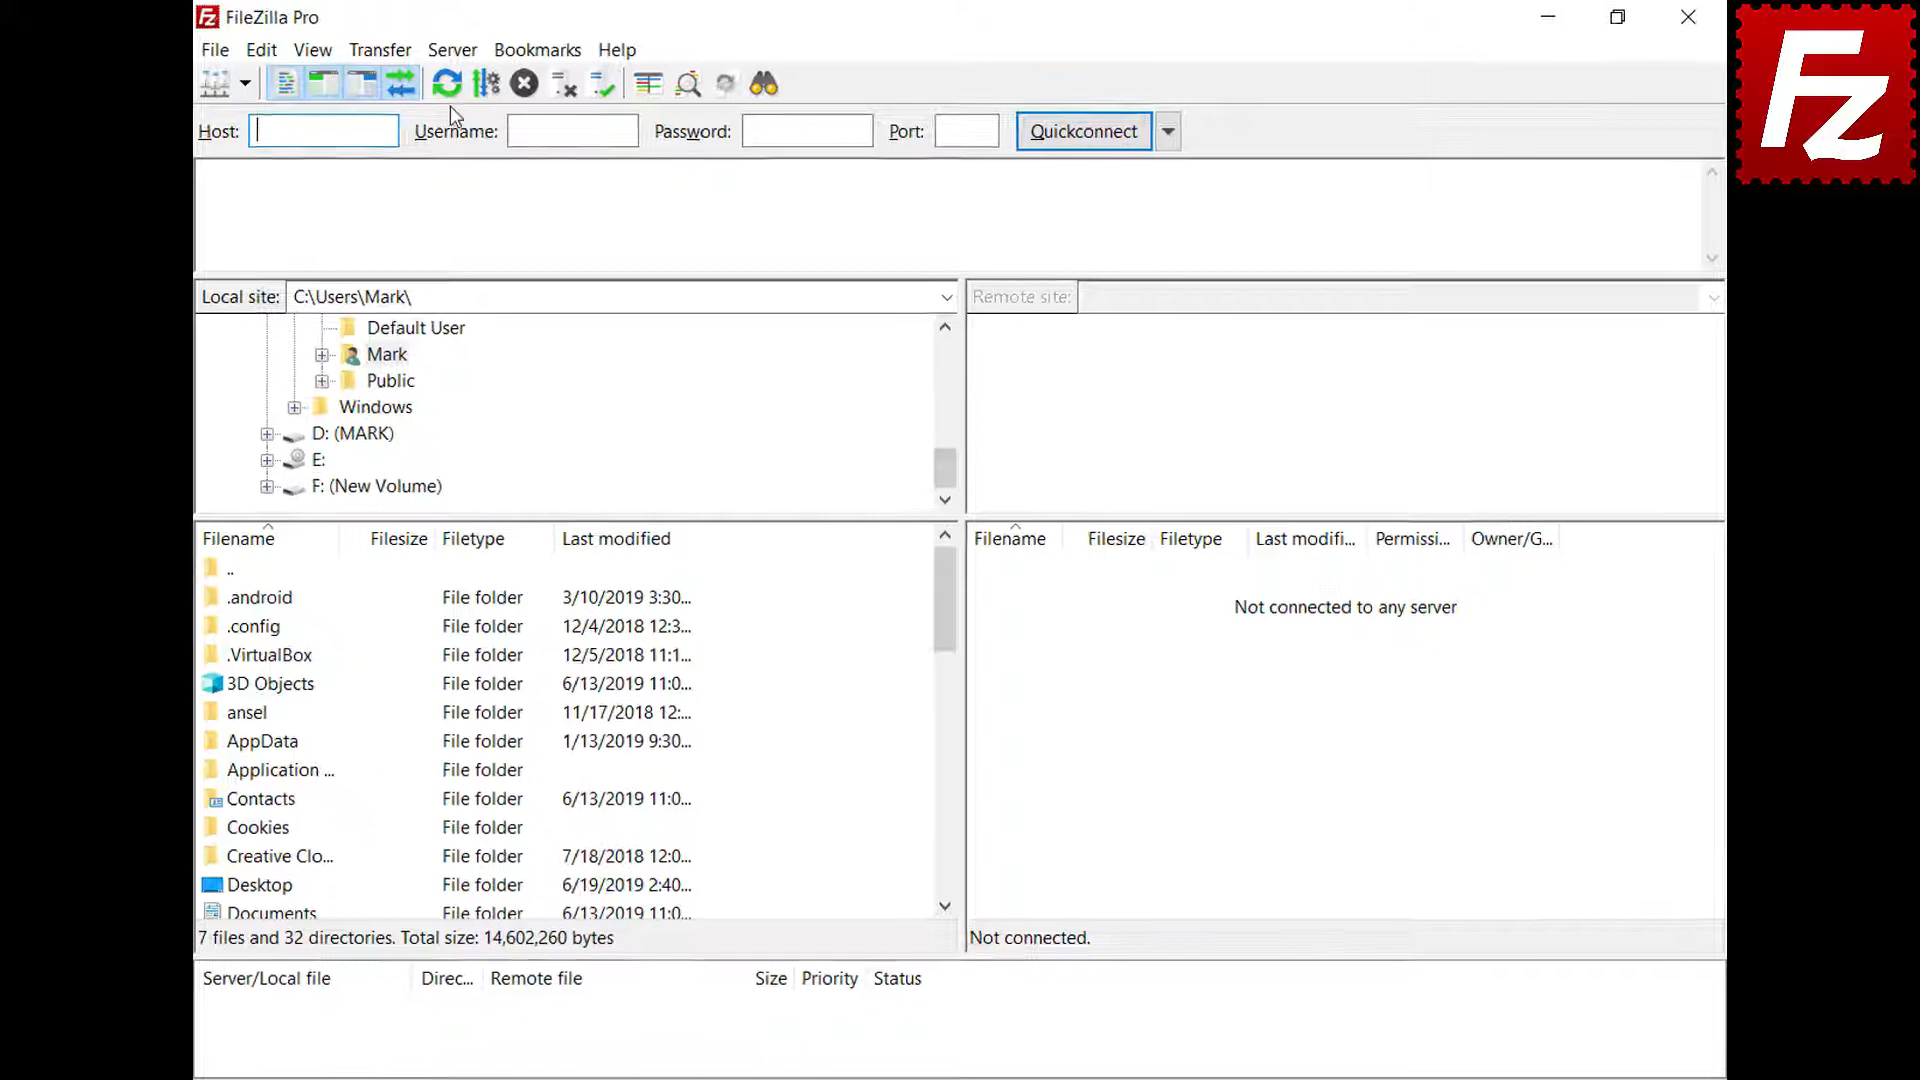 FileZilla Pro
File Edit View Transfer Server Bookmarks Help
Host: Username: Password: Port: Quickconnect
Local site: C:\Users\Mark\
Remote site:
Default User
Mark
Public
Windows
D: (MARK)
E:
F: (New Volume)
Filename Filesize Filetype Last modified
..
.android File folder 3/10/2019 3:30...
.config File folder 12/4/2018 12:3...
.VirtualBox File folder 12/5/2018 11:1...
3D Objects File folder 6/13/2019 11:0...
ansel File folder 11/17/2018 12:...
AppData File folder 1/13/2019 9:30...
Application ... File folder
Contacts File folder 6/13/2019 11:0...
Cookies File folder
Creative Clo... File folder 7/18/2018 12:0...
Desktop File folder 6/19/2019 2:40...
Documents File folder 6/13/2019 11:0...
7 files and 32 directories. Total size: 14,602,260 bytes
Filename Filesize Filetype Last modifi... Permissi... Owner/G...
Not connected to any server
Not connected.
Server/Local file Direc... Remote file Size Priority Status
Fz